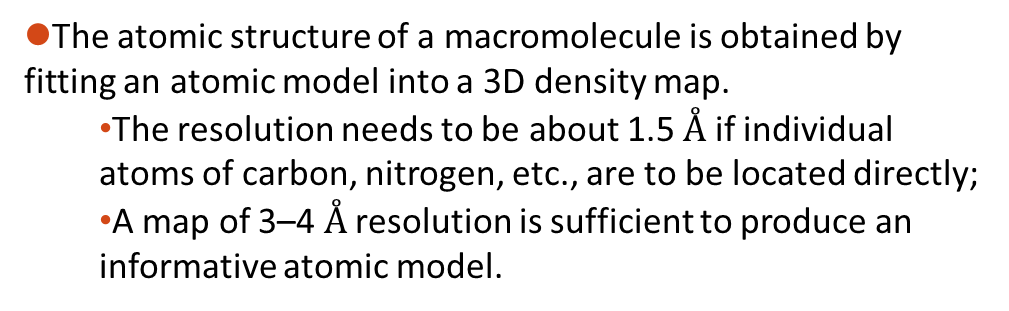 ●The atomic structure of a macromolecule is obtained by
fitting an atomic model into a 3D density map.
•The resolution needs to be about 1.5 Å if individual
atoms of carbon, nitrogen, etc., are to be located directly;
•A map of 3–4 Å resolution is sufficient to produce an
informative atomic model.